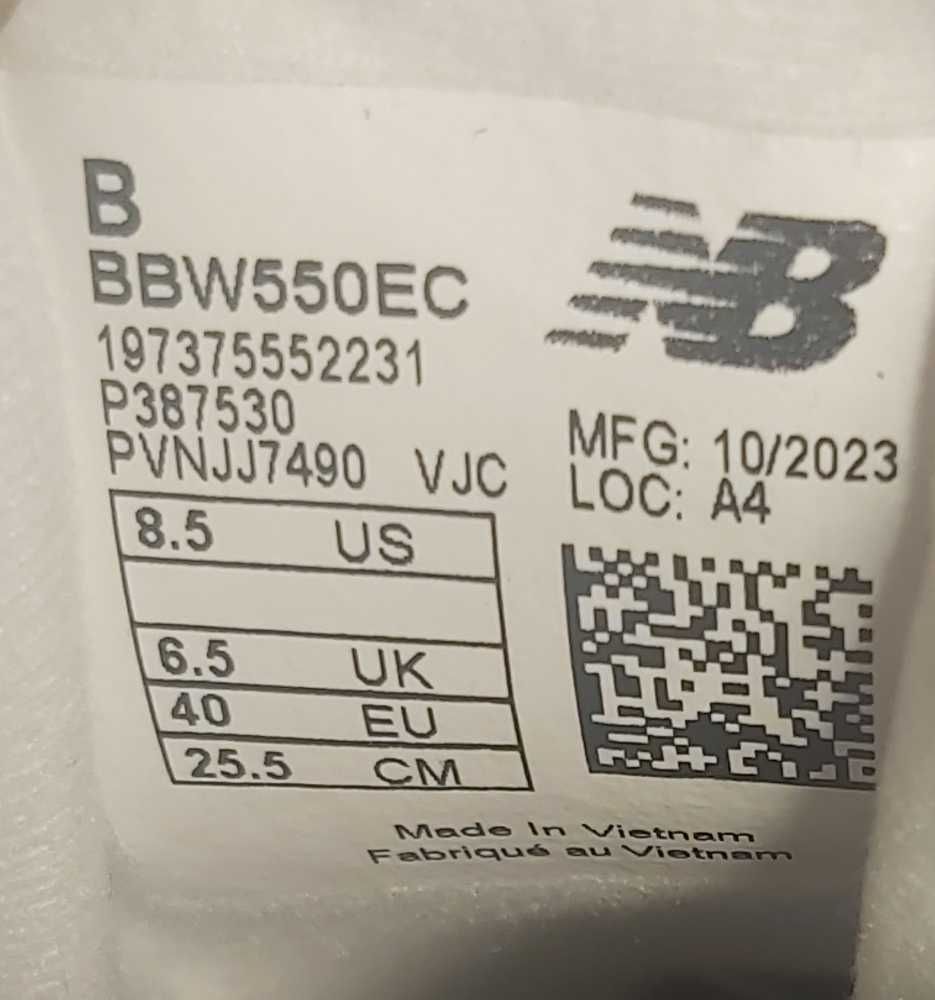 B
BBW550EC
197375552231
P387530
PVNJJ7490 VJC
NB
MFG: 10/2023
LOC: A4
8.5 US
6.5 UK
40 EU
25.5 CM
Made In Vietnam
Fabriqué au Vietnam